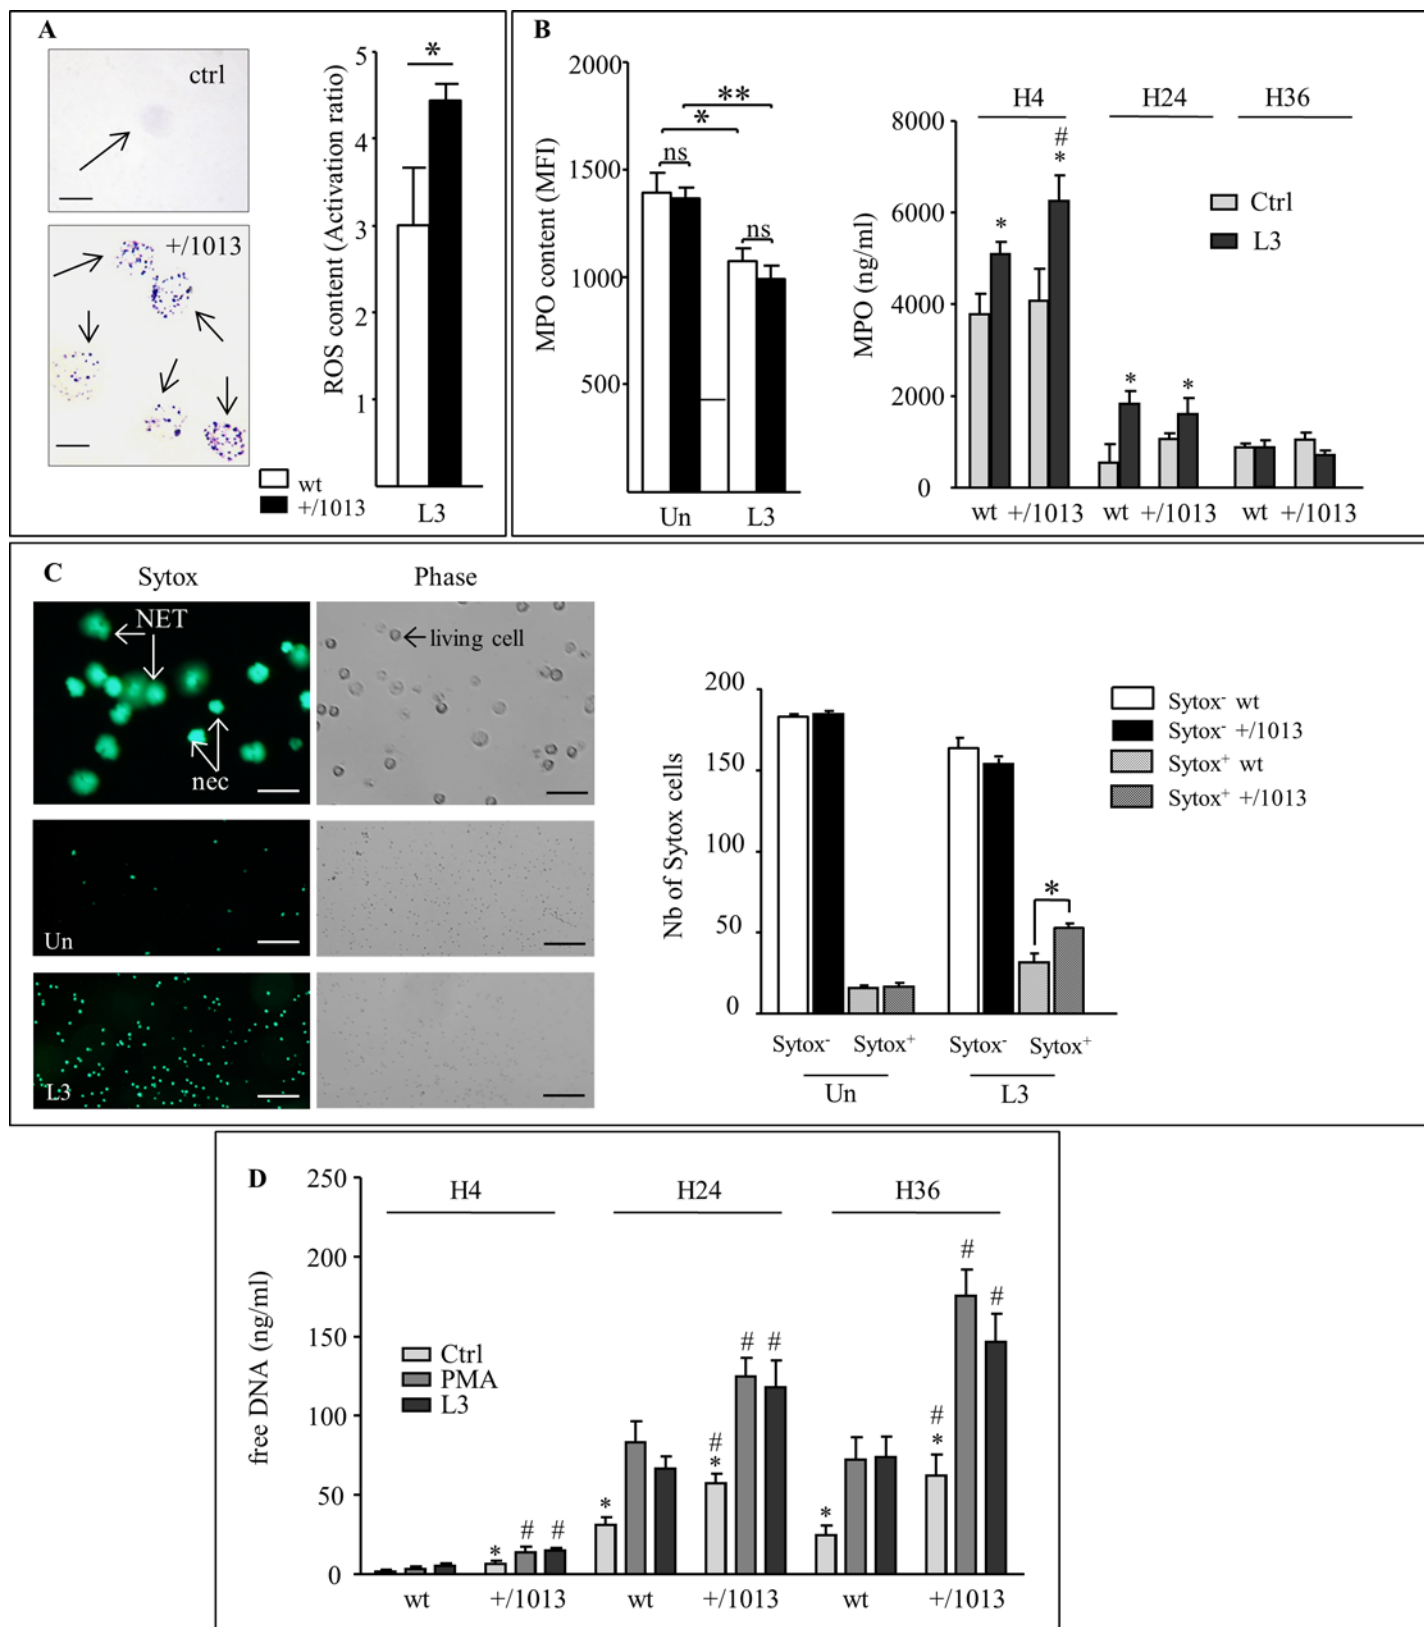 A
ctrl
+/1013
wt
+/1013
ROS content (Activation ratio)
5
4
3
2
1
*
L3
B
MPO content (MFI)
2000
1500
1000
500
**
*
ns
ns
Un L3
MPO (ng/ml)
8000
6000
4000
2000
0
H4 H24 H36
Ctrl
L3
*
#
*
*
*
wt +/1013 wt +/1013 wt +/1013
C
Sytox Phase
NET
nec
living cell
Un
L3
Nb of Sytox cells
200
150
100
50
0
*
Sytox⁻ wt
Sytox⁻ +/1013
Sytox⁺ wt
Sytox⁺ +/1013
Sytox⁻ Sytox⁺ Sytox⁻ Sytox⁺
Un L3
D
free DNA (ng/ml)
250
200
150
100
50
0
H4 H24 H36
Ctrl
PMA
L3
* # #
*
#
*
# #
*
#
*
# #
wt +/1013 wt +/1013 wt +/1013